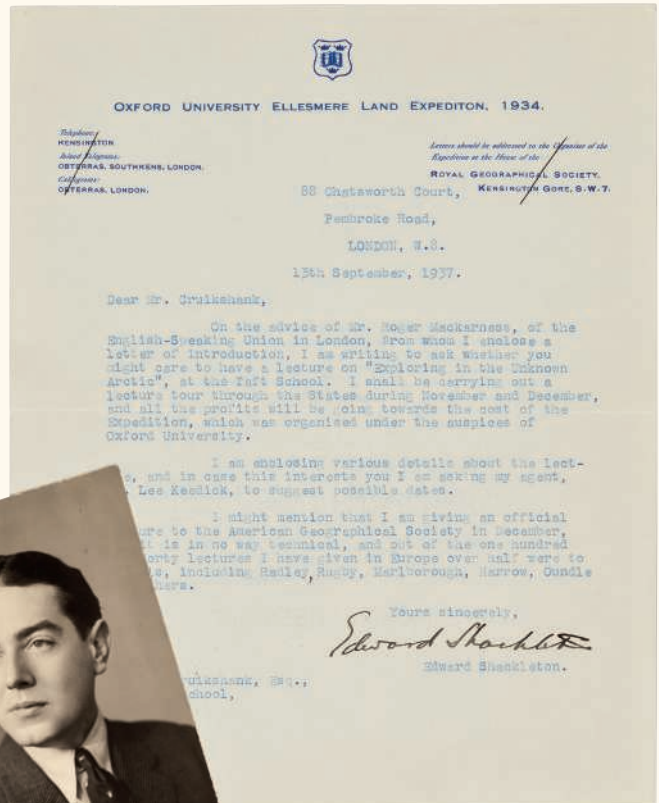 OXFORD UNIVERSITY ELLESMERE LAND EXPEDITON, 1934.
Telephone:
KENSINGTON
Inland Telegrams:
OBTERRAS, SOUTHKENS, LONDON.
Cablegrams:
OBTERRAS, LONDON.
Letters should be addressed to the Organiser of the
Expedition at the House of the
ROYAL GEOGRAPHICAL SOCIETY,
KENSINGTON GORE, S.W.7.
88 Chatsworth Court,
Pembroke Road,
LONDON, W.8.
13th September, 1937.
Dear Mr. Cruikshank,
On the advice of Mr. Roger Mackarness, of the
English-Speaking Union in London, from whom I enclose a
letter of introduction, I am writing to ask whether you
might care to have a lecture on "Exploring in the Unknown
Arctic", at the Taft School. I shall be carrying out a
lecture tour through the States during November and December,
and all the profits will be going towards the cost of the
Expedition, which was organised under the auspices of
Oxford University.
I am enclosing various details about the lect-
e, and in case this interests you I am asking my agent,
. Lee Keedick, to suggest possible dates.
I might mention that I am giving an official
ure to the American Geographical Society in December,
it is in no way technical, and out of the one hundred
orty lectures I have given in Europe over half were to
ls, including Radley, Rugby, Marlborough, Harrow, Oundle
hers.
Yours sincerely,
Edward Shackleton
Edward Shackleton.
ruikshank, Esq.,
chool,